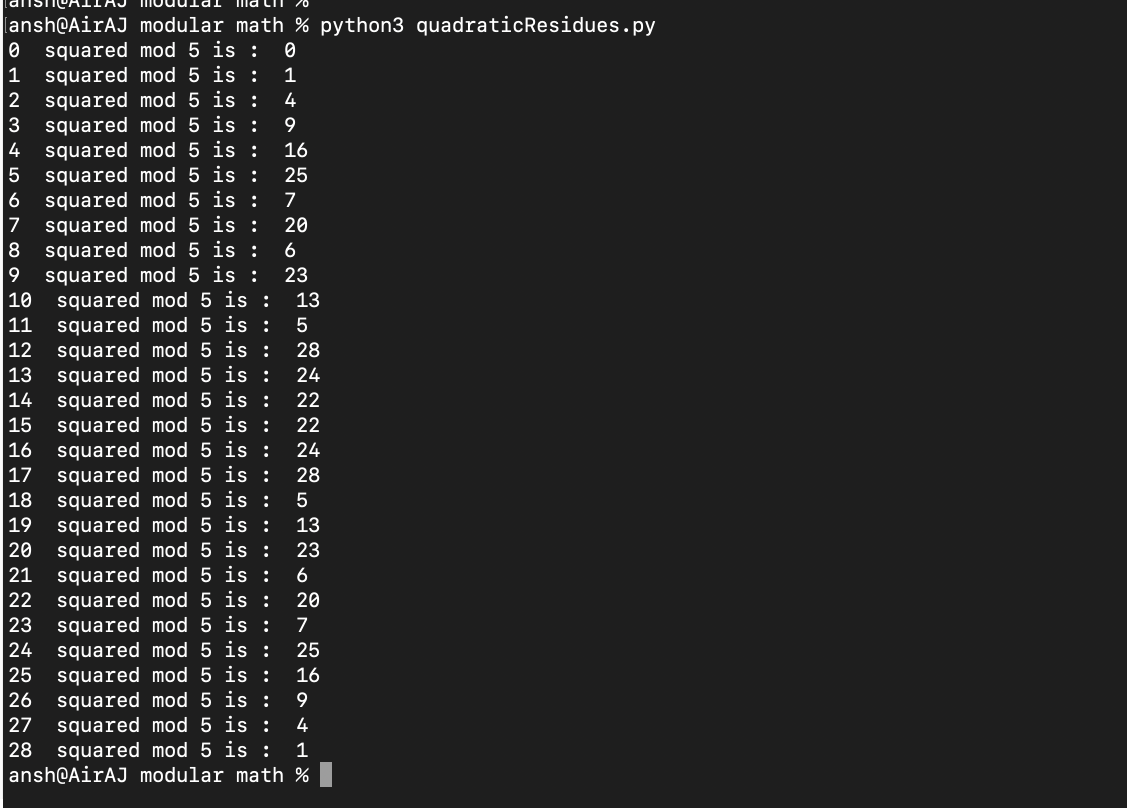 [ansh@AirAJ modular math %
[ansh@AirAJ modular math % python3 quadraticResidues.py
0  squared mod 5 is :  0
1  squared mod 5 is :  1
2  squared mod 5 is :  4
3  squared mod 5 is :  9
4  squared mod 5 is :  16
5  squared mod 5 is :  25
6  squared mod 5 is :  7
7  squared mod 5 is :  20
8  squared mod 5 is :  6
9  squared mod 5 is :  23
10  squared mod 5 is :  13
11  squared mod 5 is :  5
12  squared mod 5 is :  28
13  squared mod 5 is :  24
14  squared mod 5 is :  22
15  squared mod 5 is :  22
16  squared mod 5 is :  24
17  squared mod 5 is :  28
18  squared mod 5 is :  5
19  squared mod 5 is :  13
20  squared mod 5 is :  23
21  squared mod 5 is :  6
22  squared mod 5 is :  20
23  squared mod 5 is :  7
24  squared mod 5 is :  25
25  squared mod 5 is :  16
26  squared mod 5 is :  9
27  squared mod 5 is :  4
28  squared mod 5 is :  1
ansh@AirAJ modular math %